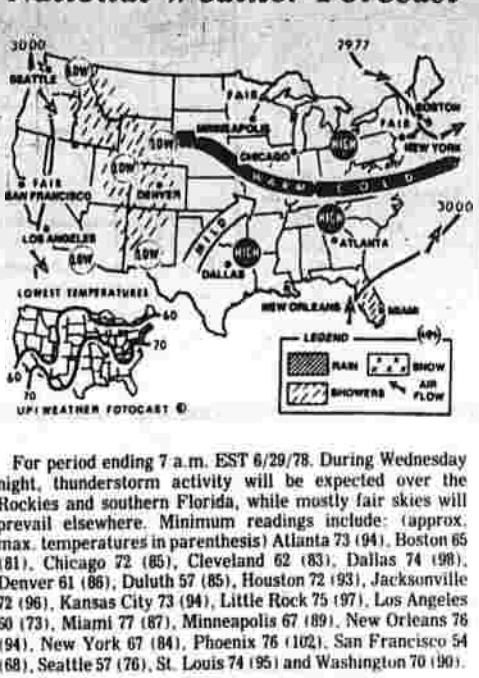 National Weather Forecast
3000
2977
SEATTLE
LOW
FAIR
BOSTON
MINNEAPOLIS
LOW
HIGH
FAIR
NEW YORK
CHICAGO
LOW
WARM COLD
FAIR
DENVER
SAN FRANCISCO
HIGH
3000
LOS ANGELES
MILD
ATLANTA
LOW
LOW
HIGH
DALLAS
LOWEST TEMPERATURES
NEW ORLEANS
MIAMI
60
70
LEGEND
RAIN
SNOW
60
SHOWERS
AIR
FLOW
70
UPI WEATHER FOTOCAST ©
For period ending 7 a.m. EST 6/29/78. During Wednesday
night, thunderstorm activity will be expected over the
Rockies and southern Florida, while mostly fair skies will
prevail elsewhere. Minimum readings include: (approx.
max. temperatures in parenthesis) Atlanta 73 (94), Boston 65
(81), Chicago 72 (85), Cleveland 62 (83), Dallas 74 (98),
Denver 61 (86), Duluth 57 (85), Houston 72 (93), Jacksonville
72 (96), Kansas City 73 (94), Little Rock 75 (97), Los Angeles
60 (73), Miami 77 (87), Minneapolis 67 (89), New Orleans 76
(94), New York 67 (84), Phoenix 76 (102), San Francisco 54
(68), Seattle 57 (76), St. Louis 74 (95) and Washington 70 (90).